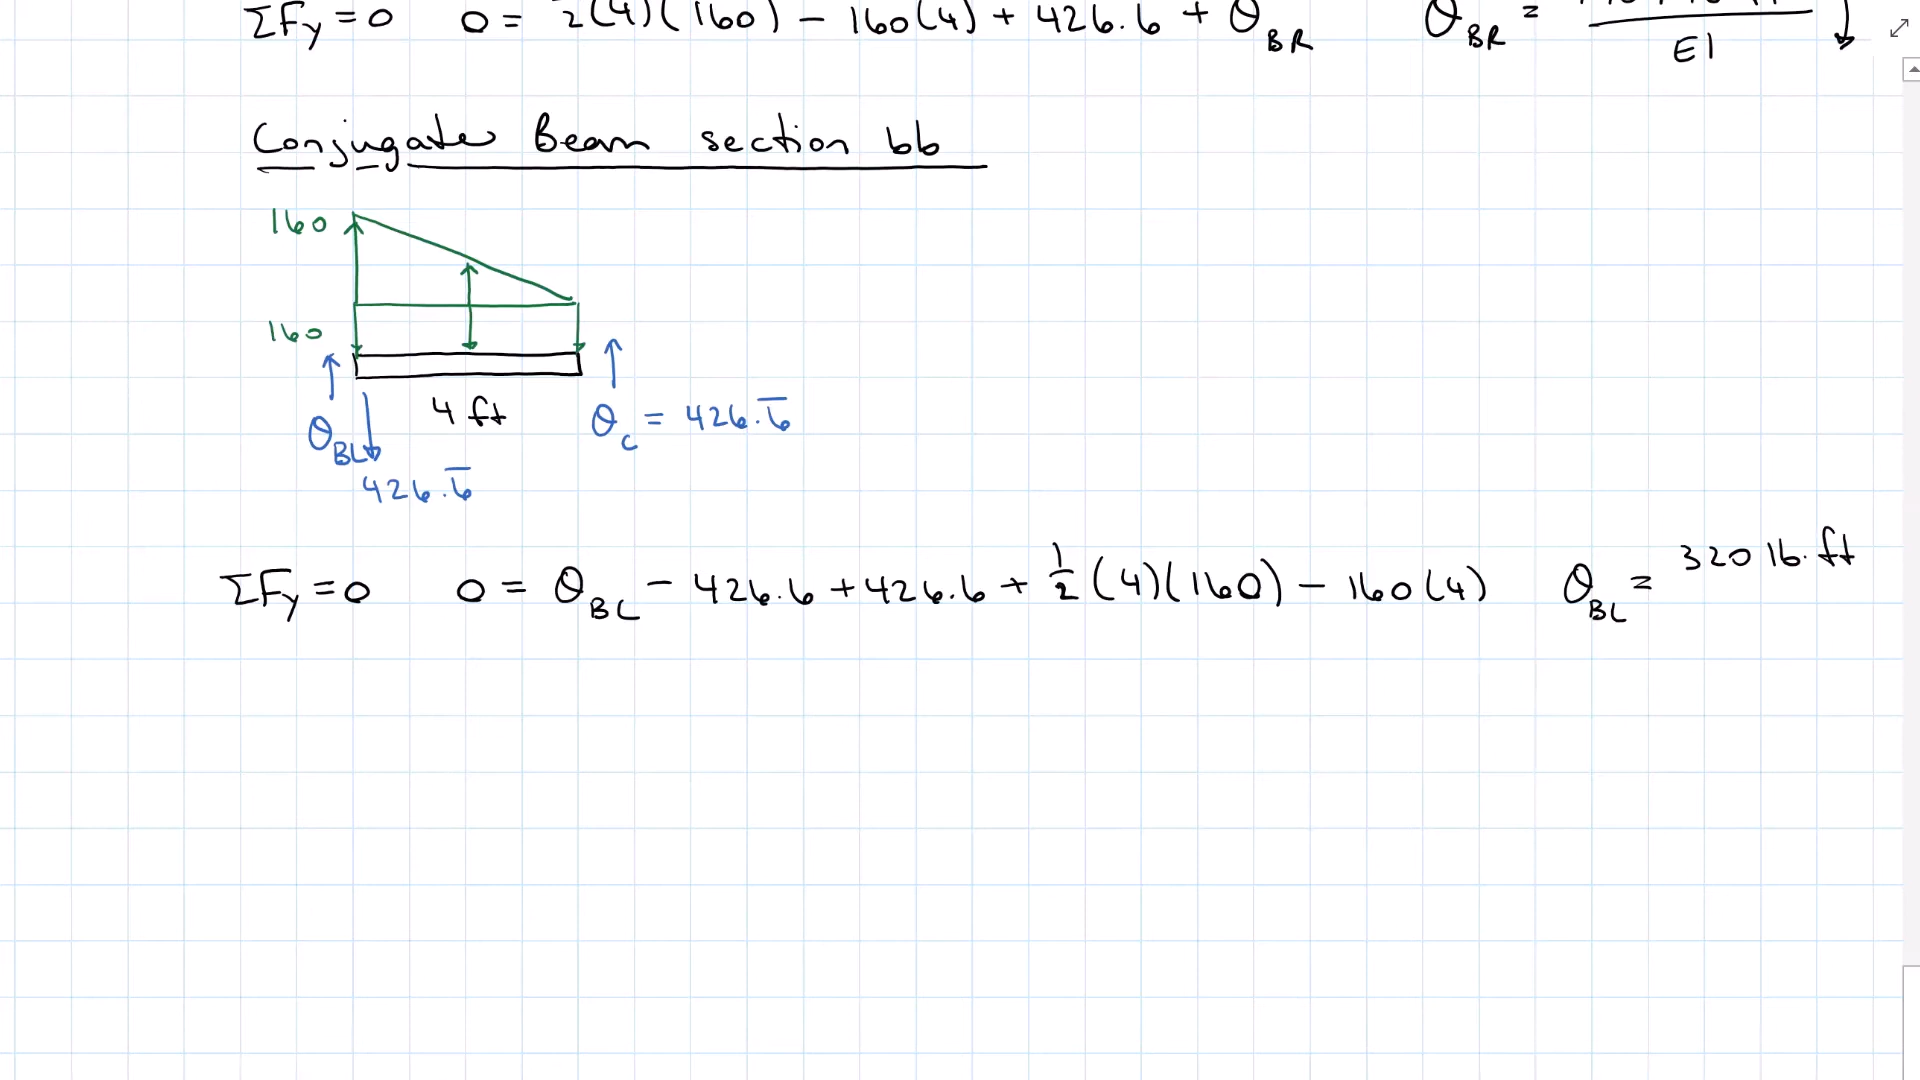 ΣFy = 0 0 = 2(4)(160) - 160(4) + 426.6 + θBR θBR = EI
Conjugate Beam section bb
160
160
4 ft
θBL
θC = 426.6̅
426.6̅
ΣFy = 0 0 = θBL - 426.6 + 426.6 + 1/2 (4)(160) - 160(4) θBL = 320 lb·ft